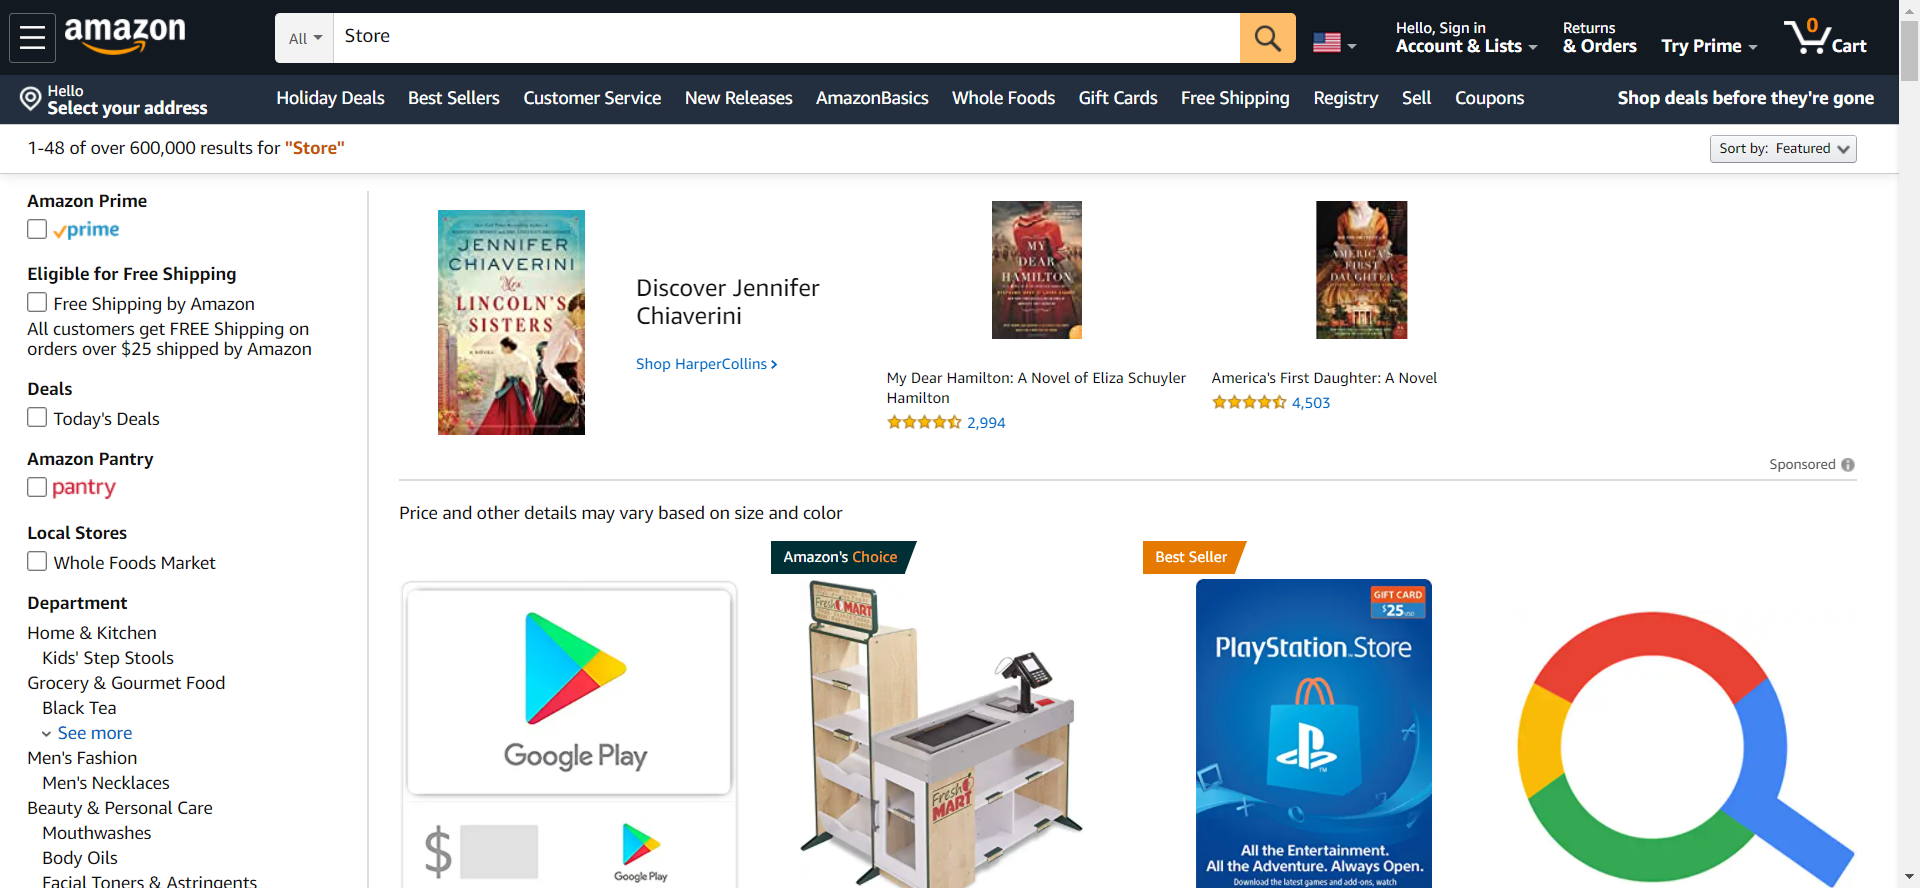 amazon
All
Store
Hello, Sign in
Account & Lists
Returns
& Orders
Try Prime
0
Cart
Hello
Select your address
Holiday Deals
Best Sellers
Customer Service
New Releases
AmazonBasics
Whole Foods
Gift Cards
Free Shipping
Registry
Sell
Coupons
Shop deals before they're gone
1-48 of over 600,000 results for "Store"
Sort by: Featured
Amazon Prime
prime
Eligible for Free Shipping
Free Shipping by Amazon
All customers get FREE Shipping on
orders over $25 shipped by Amazon
Deals
Today's Deals
Amazon Pantry
pantry
Local Stores
Whole Foods Market
Department
Home & Kitchen
Kids' Step Stools
Grocery & Gourmet Food
Black Tea
See more
Men's Fashion
Men's Necklaces
Beauty & Personal Care
Mouthwashes
Body Oils
Facial Toners & Astringents
JENNIFER
CHIAVERINI
Mrs.
LINCOLN'S
SISTERS
A NOVEL
Discover Jennifer
Chiaverini
Shop HarperCollins
MY
DEAR
HAMILTON
My Dear Hamilton: A Novel of Eliza Schuyler
Hamilton
2,994
AMERICA'S
FIRST
DAUGHTER
America's First Daughter: A Novel
4,503
Sponsored
Price and other details may vary based on size and color
Google Play
$
Google Play
Amazon's Choice
Fresh MART
Fresh
MART
Best Seller
GIFT CARD
$25 USD
PlayStation™Store
All the Entertainment.
All the Adventure. Always Open.
Download the latest games and add-ons, watch